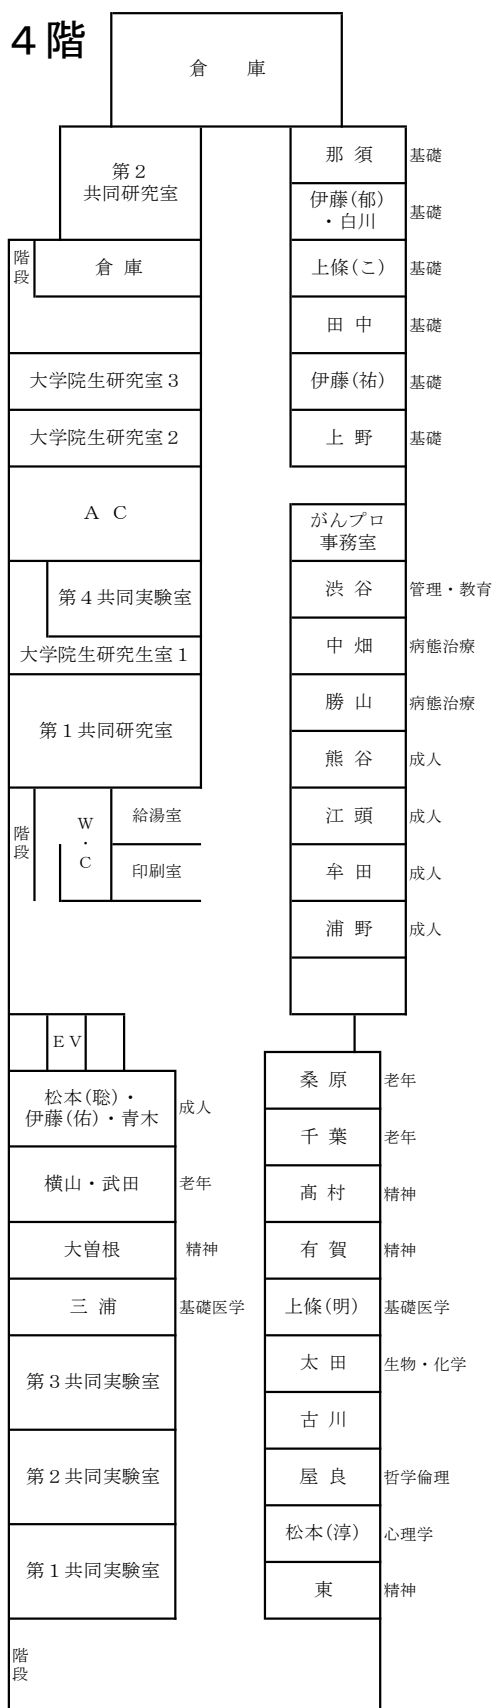 4階
倉 庫
第２
共同研究室
階
段
倉 庫
大学院生研究室３
大学院生研究室２
Ａ Ｃ
第４共同実験室
大学院生研究生室１
第１共同研究室
階
段
Ｗ
・
Ｃ
給湯室
印刷室
ＥＶ
松本(聡)・
伊藤(佑)・青木
成人
横山・武田
老年
大曽根
精神
三 浦
基礎医学
第３共同実験室
第２共同実験室
第１共同実験室
階
段
那 須
基礎
伊藤(郁)
・白川
基礎
上條(こ)
基礎
田 中
基礎
伊藤(祐)
基礎
上 野
基礎
がんプロ
事務室
渋 谷
管理・教育
中 畑
病態治療
勝 山
病態治療
熊 谷
成人
江 頭
成人
牟 田
成人
浦 野
成人
桑 原
老年
千 葉
老年
髙 村
精神
有 賀
精神
上條(明)
基礎医学
太 田
生物・化学
古 川
屋 良
哲学倫理
松本(淳)
心理学
東
精神